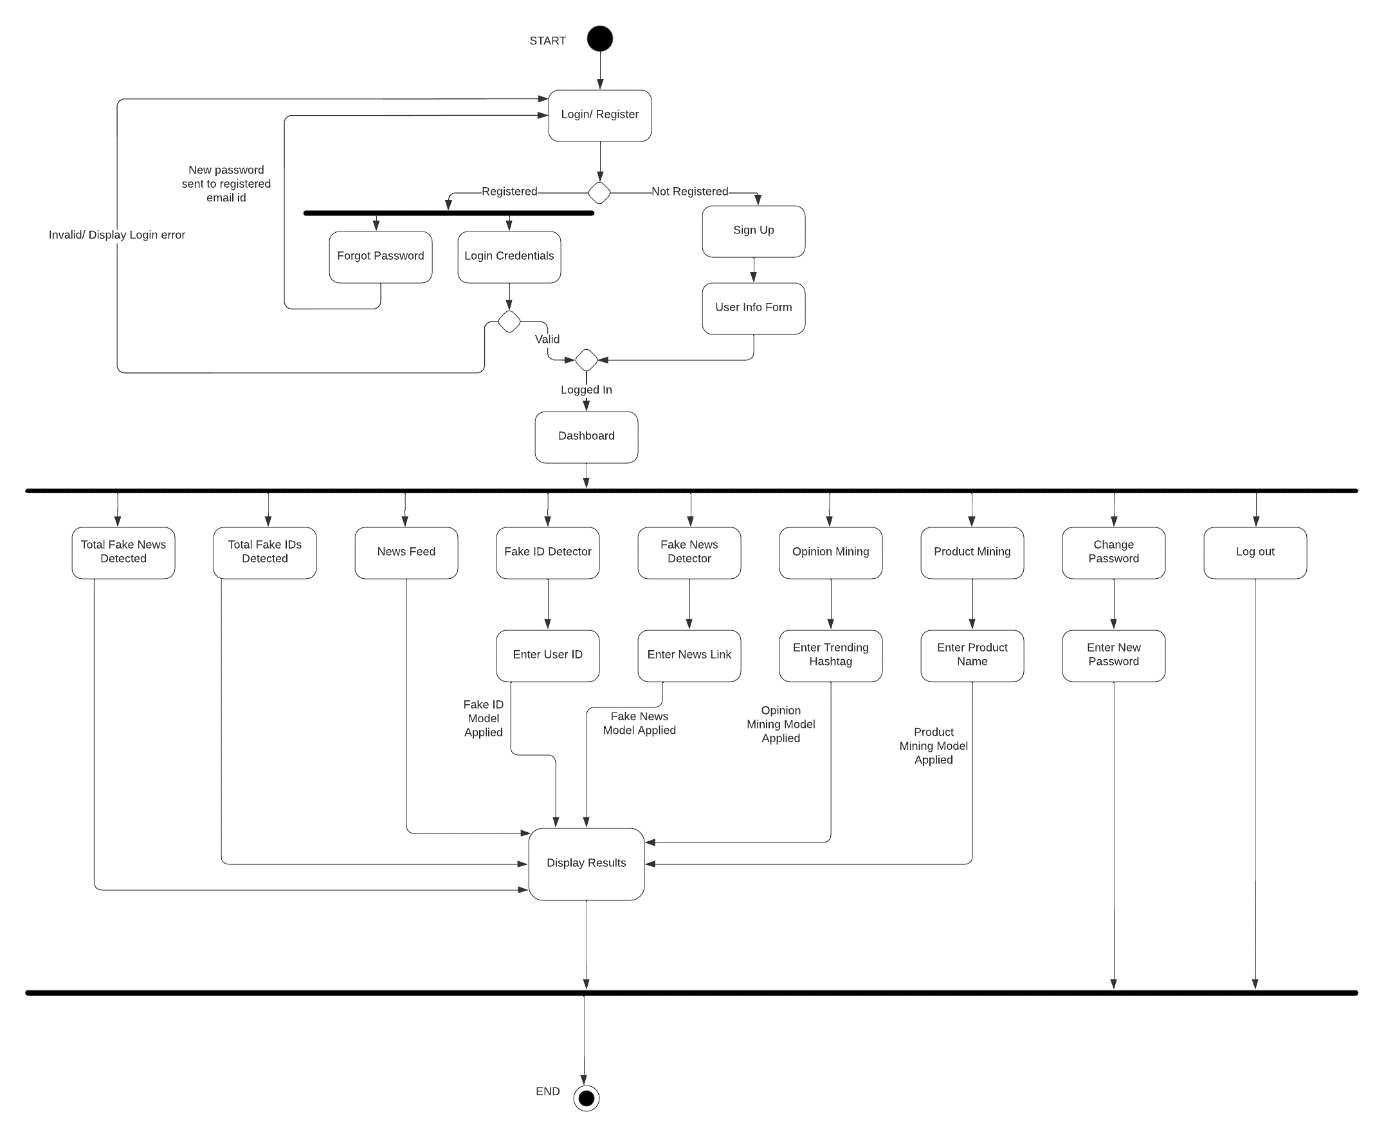 START
Login/ Register
New password
sent to registered
email id
Registered
Not Registered
Invalid/ Display Login error
Forgot Password
Login Credentials
Sign Up
User Info Form
Valid
Logged In
Dashboard
Total Fake News
Detected
Total Fake IDs
Detected
News Feed
Fake ID Detector
Fake News
Detector
Opinion Mining
Product Mining
Change
Password
Log out
Enter User ID
Enter News Link
Enter Trending
Hashtag
Enter Product
Name
Enter New
Password
Fake ID
Model
Applied
Fake News
Model Applied
Opinion
Mining Model
Applied
Product
Mining Model
Applied
Display Results
END